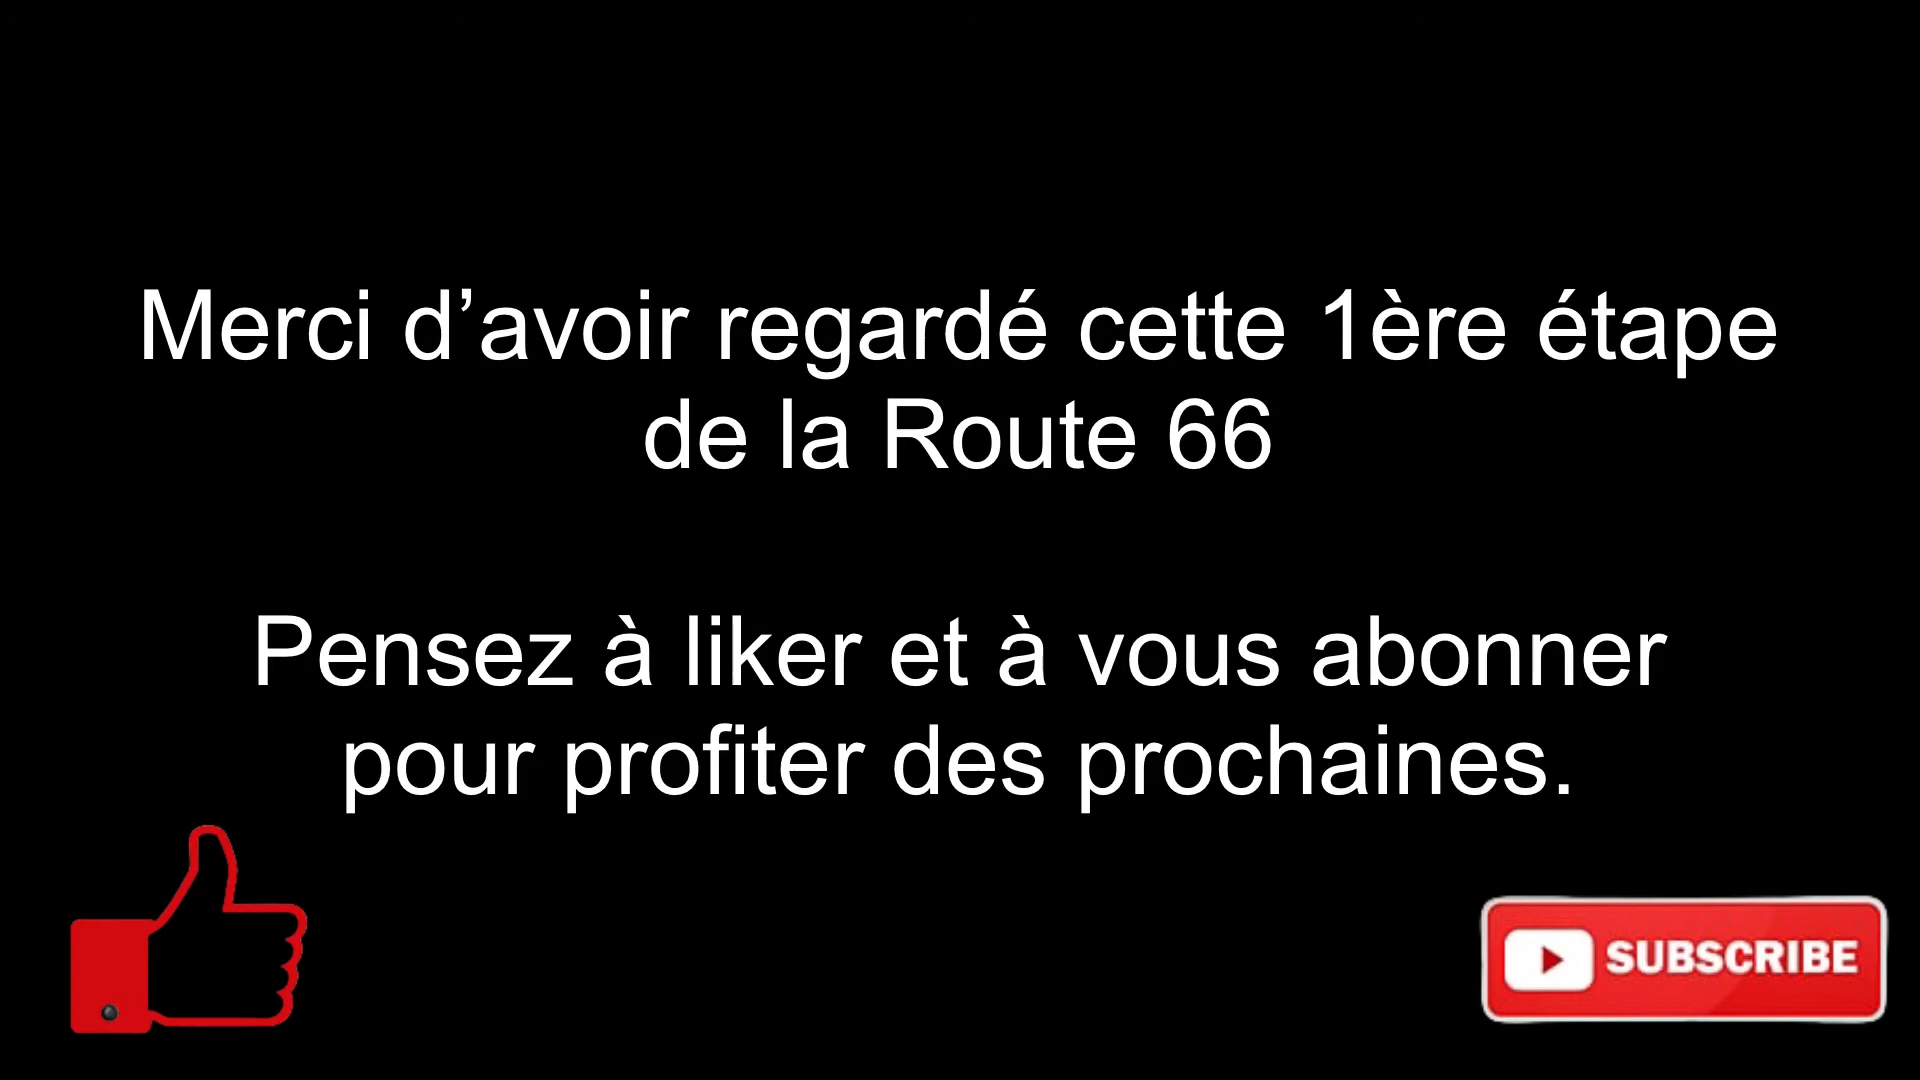 Merci d’avoir regardé cette 1ère étape
de la Route 66
Pensez à liker et à vous abonner
pour profiter des prochaines.
SUBSCRIBE